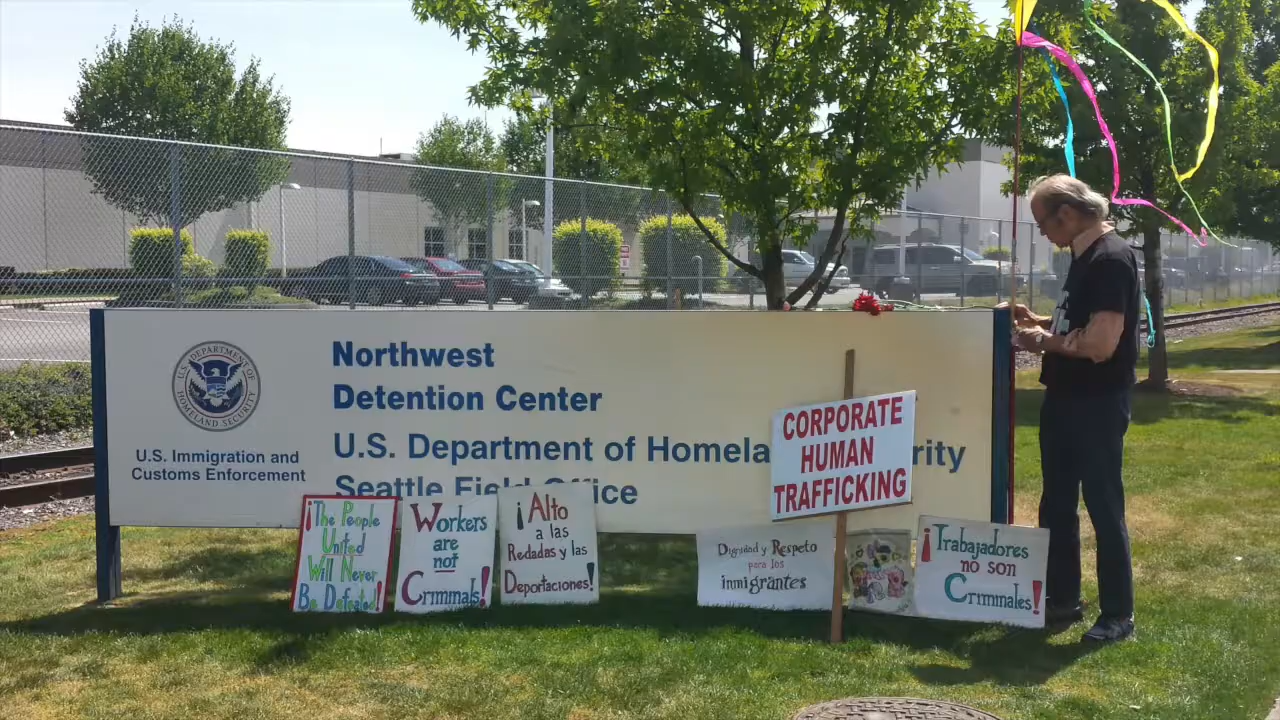 U.S. DEPARTMENT OF HOMELAND SECURITY
U.S. Immigration and
Customs Enforcement
Northwest
Detention Center
U.S. Department of Homela rity
Seattle Field Office
CORPORATE
HUMAN
TRAFFICKING
¡The People
United
Will Never
Be Defeated!
Workers
are
not
Criminals!
¡Alto
a las
Redadas y las
Deportaciones!
Dignidad y Respeto
para los
inmigrantes
¡Trabajadores
no son
Criminales!